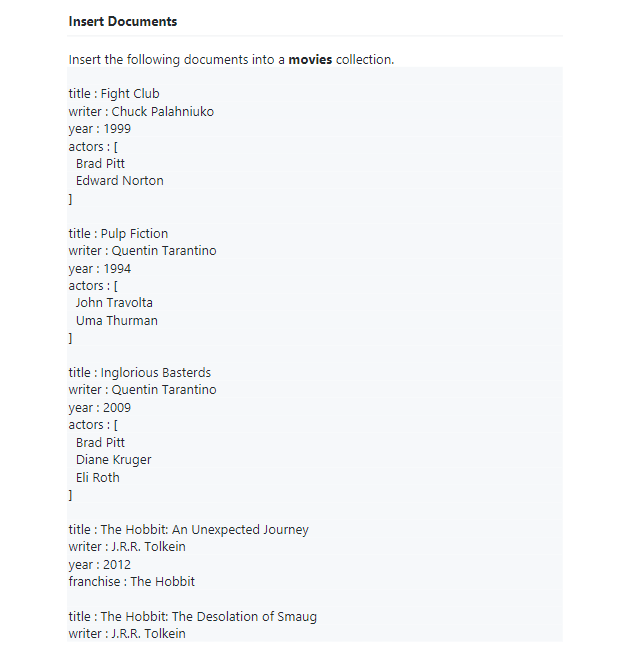 Insert Documents
Insert the following documents into a movies collection.
title : Fight Club
writer : Chuck Palahniuko
year : 1999
actors : [
Brad Pitt
Edward Norton
]
title : Pulp Fiction
writer : Quentin Tarantino
year : 1994
actors : [
John Travolta
Uma Thurman
]
title : Inglorious Basterds
writer : Quentin Tarantino
year : 2009
actors : [
Brad Pitt
Diane Kruger
Eli Roth
]
title : The Hobbit: An Unexpected Journey
writer : J.R.R. Tolkein
year : 2012
franchise : The Hobbit
title : The Hobbit: The Desolation of Smaug
writer : J.R.R. Tolkein